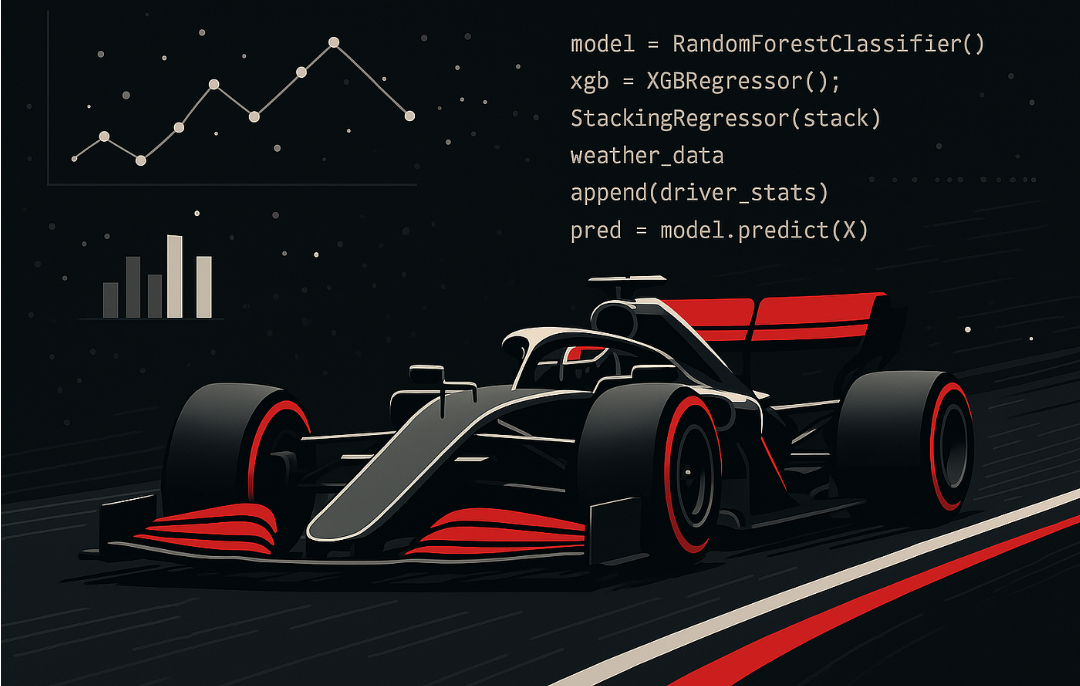 model = RandomForestClassifier()
xgb = XGBRegressor();
StackingRegressor(stack)
weather_data
append(driver_stats)
pred = model.predict(X)